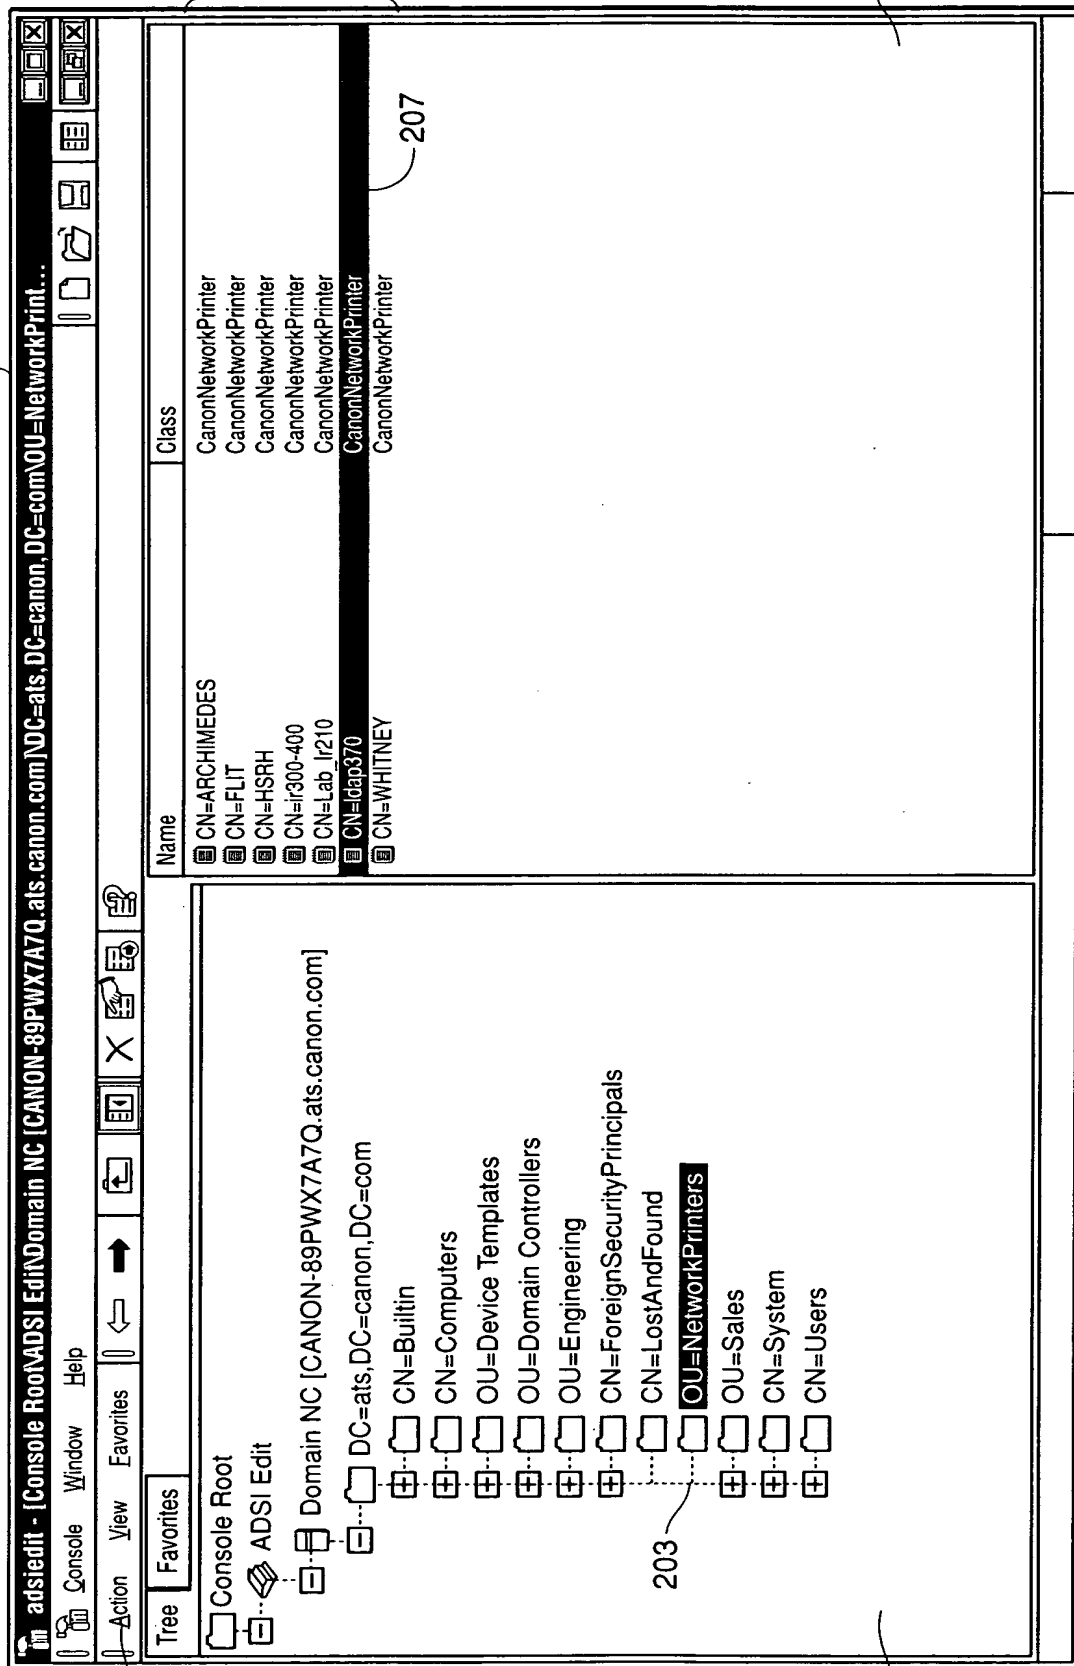 adsiedit - [Console Root\ADSI Edit\Domain NC [CANON-89PWX7A7Q.ats.canon.com]\DC=ats,DC=canon,DC=com\OU=NetworkPrint...
Console Window Help
Action View Favorites
Tree Favorites
Console Root
ADSI Edit
Domain NC [CANON-89PWX7A7Q.ats.canon.com]
DC=ats,DC=canon,DC=com
CN=Builtin
CN=Computers
OU=Device Templates
OU=Domain Controllers
OU=Engineering
CN=ForeignSecurityPrincipals
CN=LostAndFound
OU=NetworkPrinters
OU=Sales
CN=System
CN=Users
203
Name Class
CN=ARCHIMEDES CanonNetworkPrinter
CN=FLIT CanonNetworkPrinter
CN=HSRH CanonNetworkPrinter
CN=ir300-400 CanonNetworkPrinter
CN=Lab_Ir210 CanonNetworkPrinter
CN=ldap370 CanonNetworkPrinter
CN=WHITNEY CanonNetworkPrinter
207